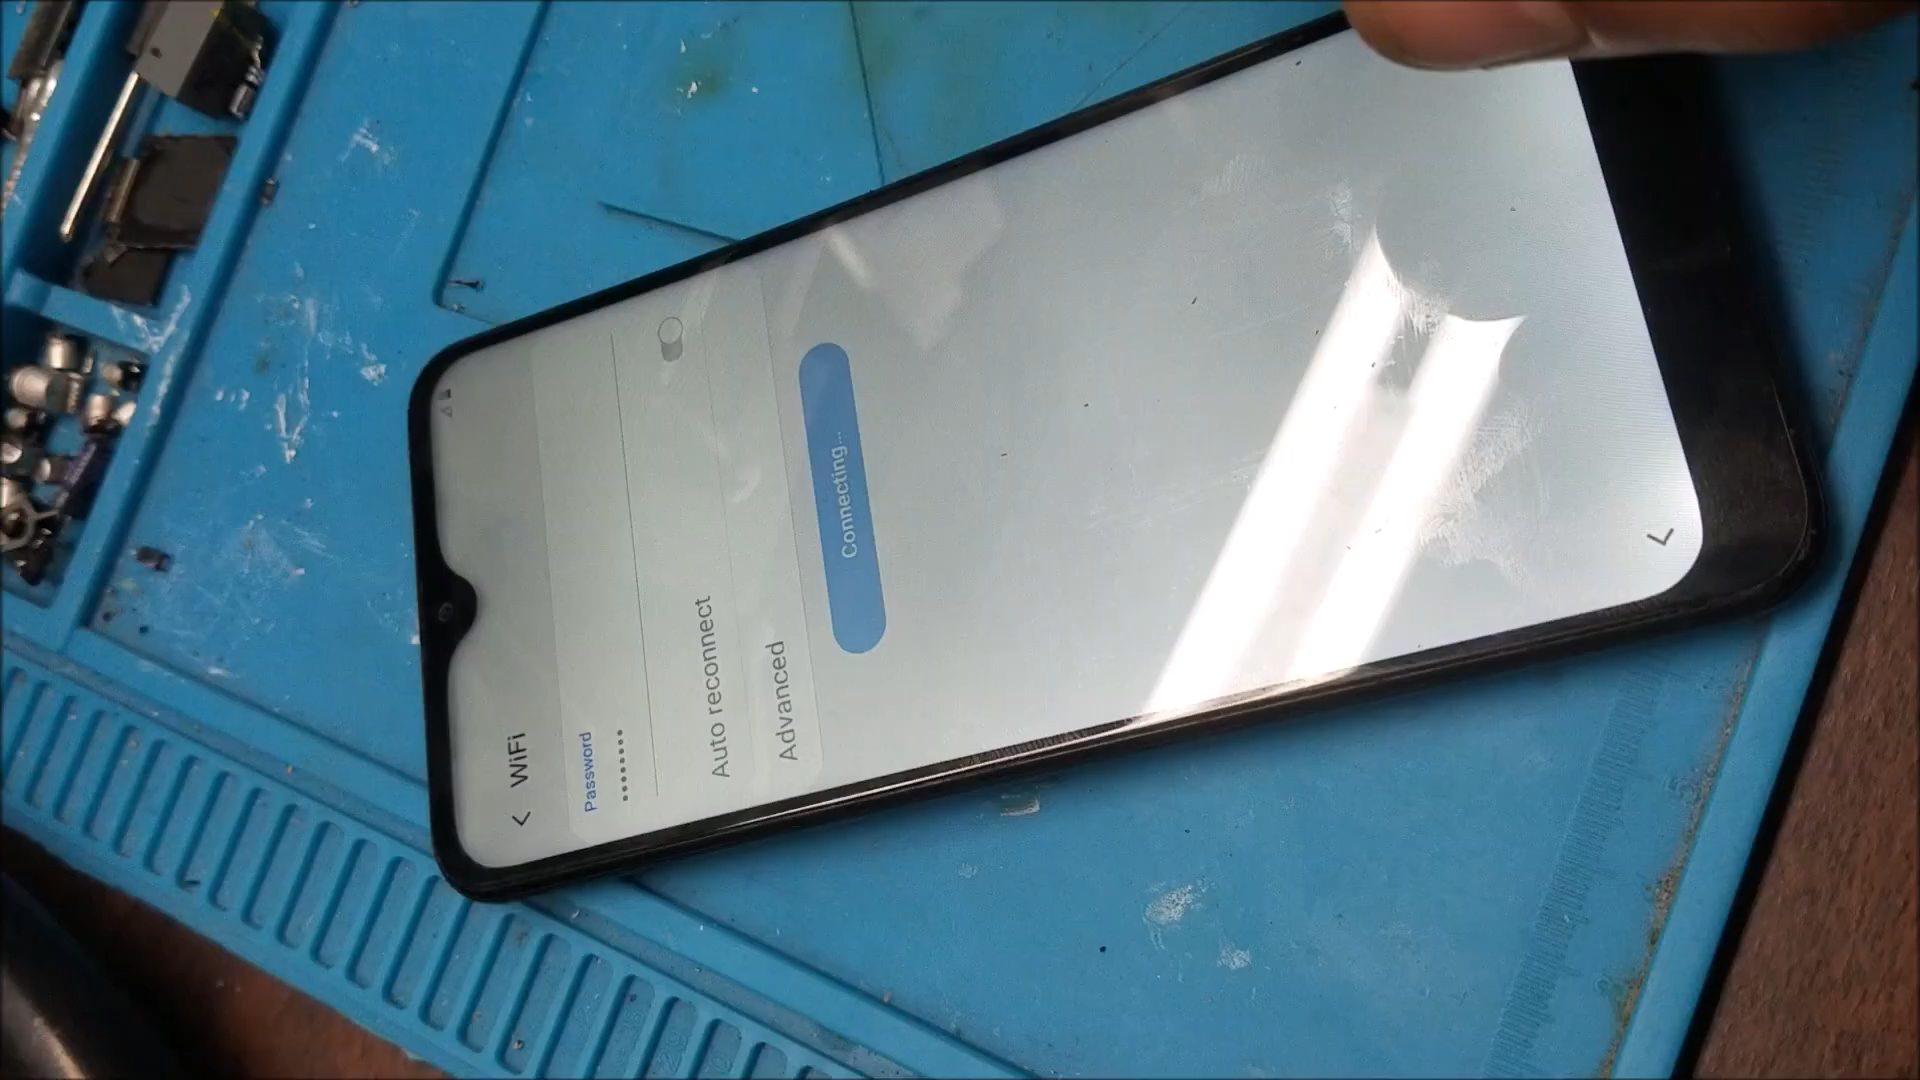 WiFi
Password
••••••••
Auto reconnect
Advanced
Connecting...